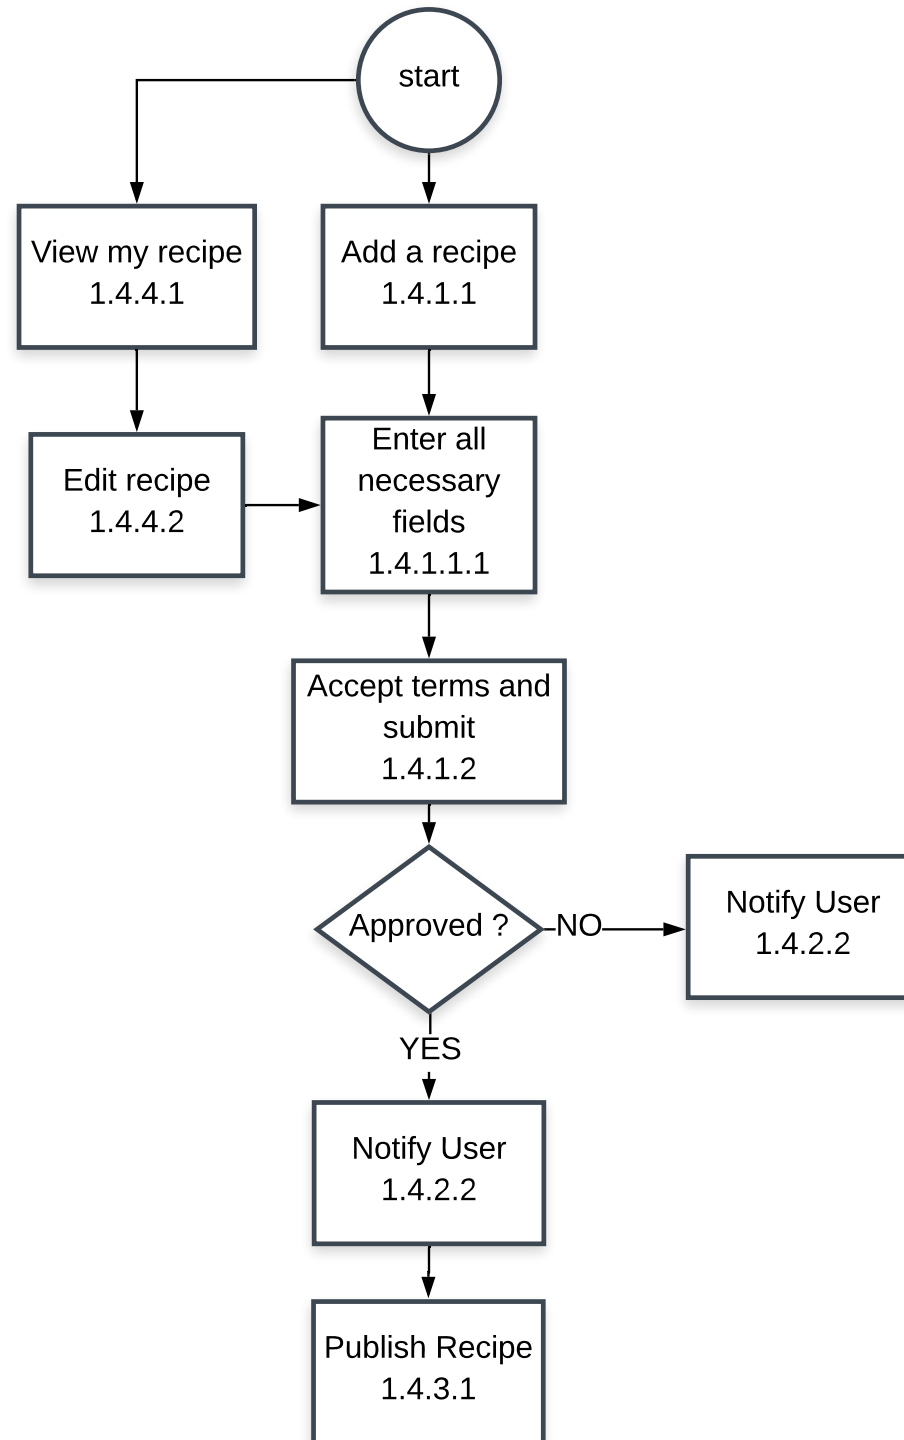 start
View my recipe
1.4.4.1
Add a recipe
1.4.1.1
Edit recipe
1.4.4.2
Enter all
necessary
fields
1.4.1.1.1
Accept terms and
submit
1.4.1.2
Approved ?
NO
Notify User
1.4.2.2
YES
Notify User
1.4.2.2
Publish Recipe
1.4.3.1